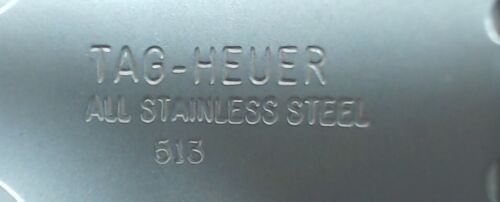 TAG-HEUER
ALL STAINLESS STEEL
513